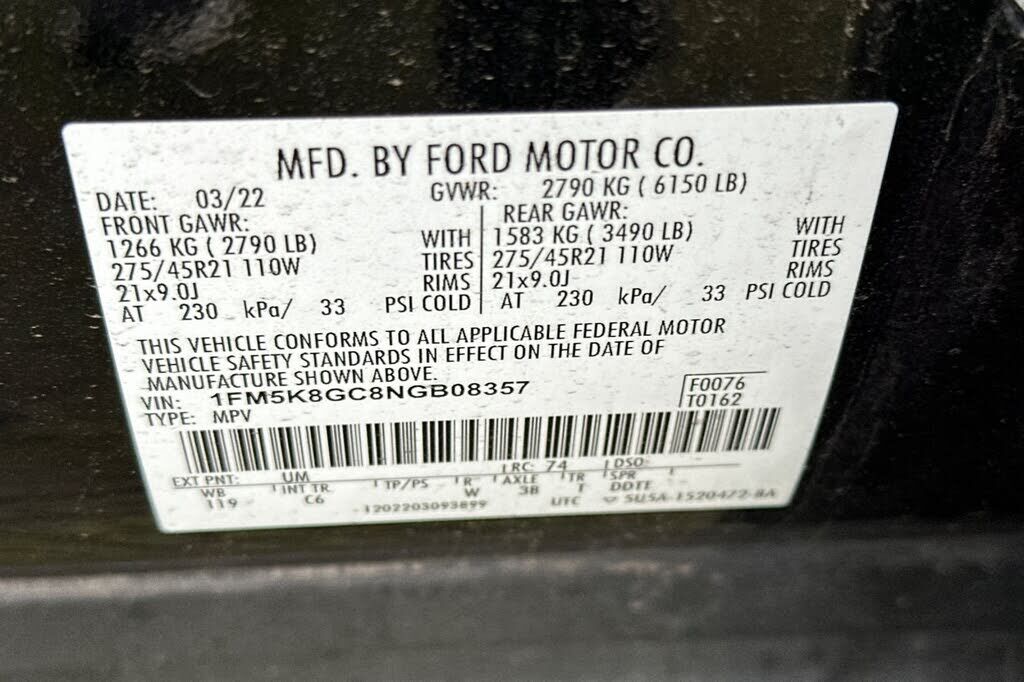 MFD. BY FORD MOTOR CO.
DATE: 03/22 GVWR: 2790 KG ( 6150 LB)
FRONT GAWR: REAR GAWR:
1266 KG ( 2790 LB) WITH 1583 KG ( 3490 LB) WITH
275/45R21 110W TIRES 275/45R21 110W TIRES
21x9.0J RIMS 21x9.0J RIMS
AT 230 kPa/ 33 PSI COLD AT 230 kPa/ 33 PSI COLD
THIS VEHICLE CONFORMS TO ALL APPLICABLE FEDERAL MOTOR
VEHICLE SAFETY STANDARDS IN EFFECT ON THE DATE OF
MANUFACTURE SHOWN ABOVE.
VIN: 1FM5K8GC8NGB08357 F0076
TYPE: MPV T0162
EXT PNT: UM RC: 74 DSO:
WB INT TR TP/PS R AXLE TR SPR
119 C6 W 3B T DDTE
1202203093899 UTC 5U5A-1520472-BA